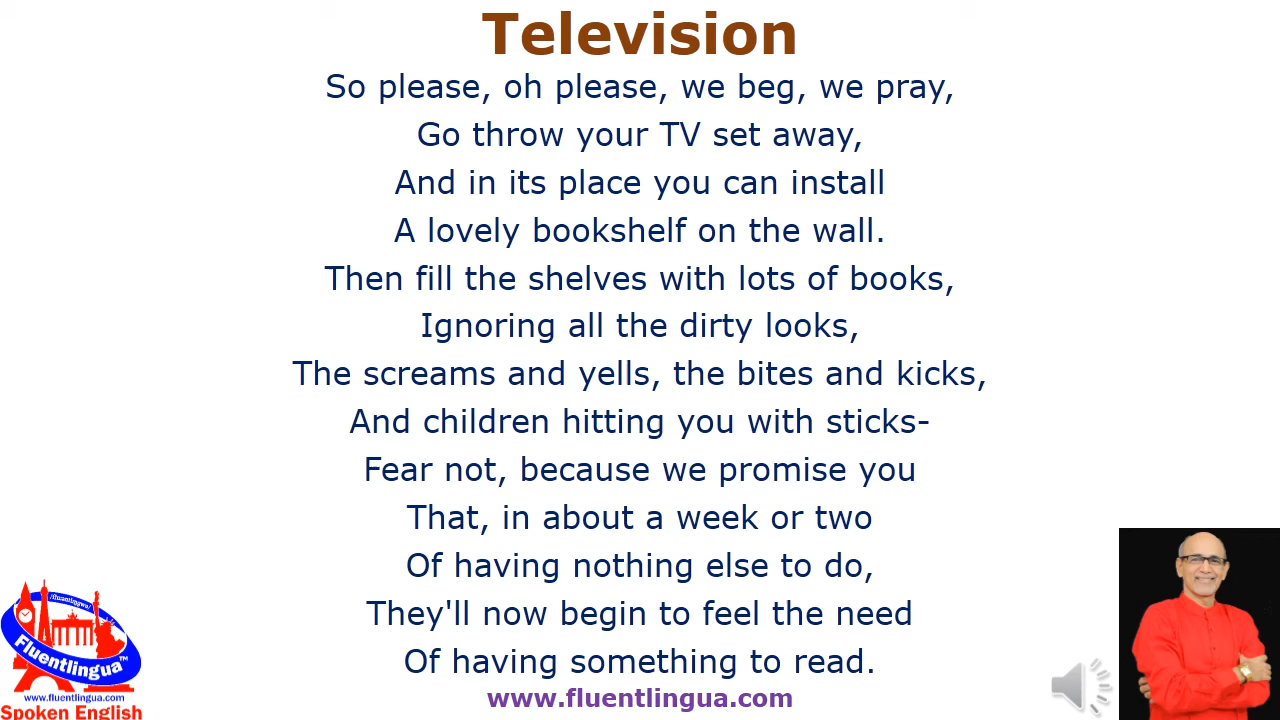 Television
So please, oh please, we beg, we pray,
Go throw your TV set away,
And in its place you can install
A lovely bookshelf on the wall.
Then fill the shelves with lots of books,
Ignoring all the dirty looks,
The screams and yells, the bites and kicks,
And children hitting you with sticks-
Fear not, because we promise you
That, in about a week or two
Of having nothing else to do,
They'll now begin to feel the need
Of having something to read.
www.fluentlingua.com
/fluentlingua/
Fluentlingua™
www.fluentlingua.com
Spoken English